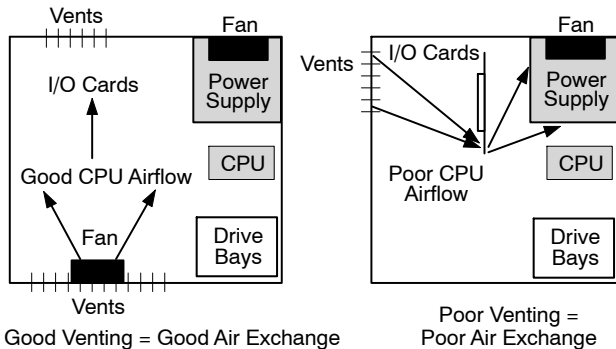 Vents
Fan
I/O Cards
Power
Supply
Good CPU Airflow
CPU
Fan
Drive
Bays
Vents
Good Venting = Good Air Exchange
Fan
I/O Cards
Vents
Power
Supply
Poor CPU
Airflow
CPU
Drive
Bays
Poor Venting =
Poor Air Exchange